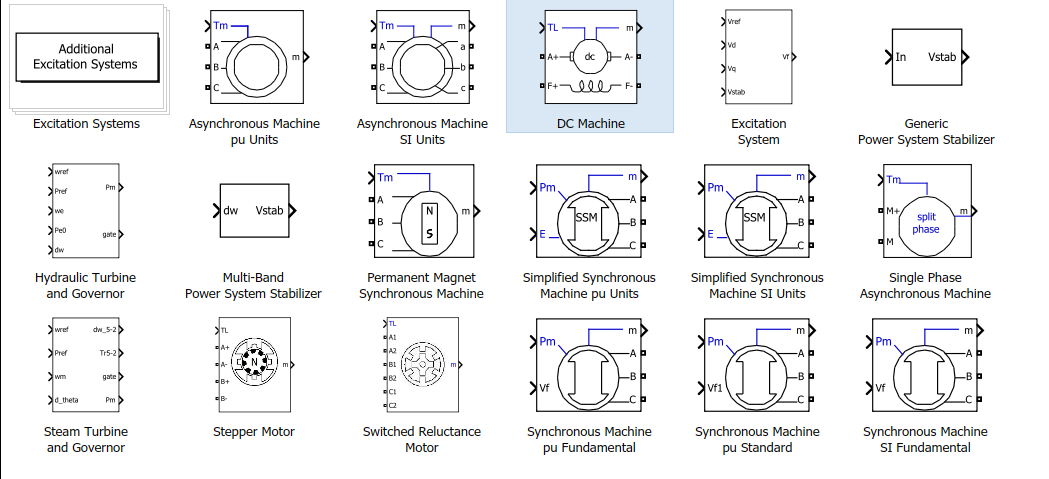 Additional
Excitation Systems
Excitation Systems
Tm
A
B
C
m
Asynchronous Machine
pu Units
Tm
m
A
a
B
b
C
c
Asynchronous Machine
SI Units
TL
m
A+
dc
A-
F+
F-
DC Machine
Vref
Vd
Vq
Vstab
Vf
Excitation
System
In
Vstab
Generic
Power System Stabilizer
wref
Pref
we
Pe0
dw
Pm
gate
Hydraulic Turbine
and Governor
dw
Vstab
Multi-Band
Power System Stabilizer
Tm
A
B
C
N
S
m
Permanent Magnet
Synchronous Machine
Pm
E
SSM
m
A
B
C
Simplified Synchronous
Machine pu Units
Pm
E
SSM
m
A
B
C
Simplified Synchronous
Machine SI Units
Tm
M+
M
split
phase
m
Single Phase
Asynchronous Machine
wref
Pref
wm
d_theta
dw_5-2
Tr5-2
gate
Pm
Steam Turbine
and Governor
TL
A+
A-
B+
B-
N
m
Stepper Motor
TL
A1
A2
B1
B2
C1
C2
m
Switched Reluctance
Motor
Pm
Vf
m
A
B
C
Synchronous Machine
pu Fundamental
Pm
Vf1
m
A
B
C
Synchronous Machine
pu Standard
Pm
Vf
m
A
B
C
Synchronous Machine
SI Fundamental